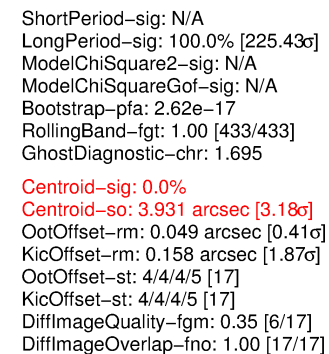 ShortPeriod−sig: N/A
LongPeriod−sig: 100.0% [225.43σ]
ModelChiSquare2−sig: N/A
ModelChiSquareGof−sig: N/A
Bootstrap−pfa: 2.62e−17
RollingBand−fgt: 1.00 [433/433]
GhostDiagnostic−chr: 1.695
Centroid−sig: 0.0%
Centroid−so: 3.931 arcsec [3.18σ]
OotOffset−rm: 0.049 arcsec [0.41σ]
KicOffset−rm: 0.158 arcsec [1.87σ]
OotOffset−st: 4/4/4/5 [17]
KicOffset−st: 4/4/4/5 [17]
DiffImageQuality−fgm: 0.35 [6/17]
DiffImageOverlap−fno: 1.00 [17/17]